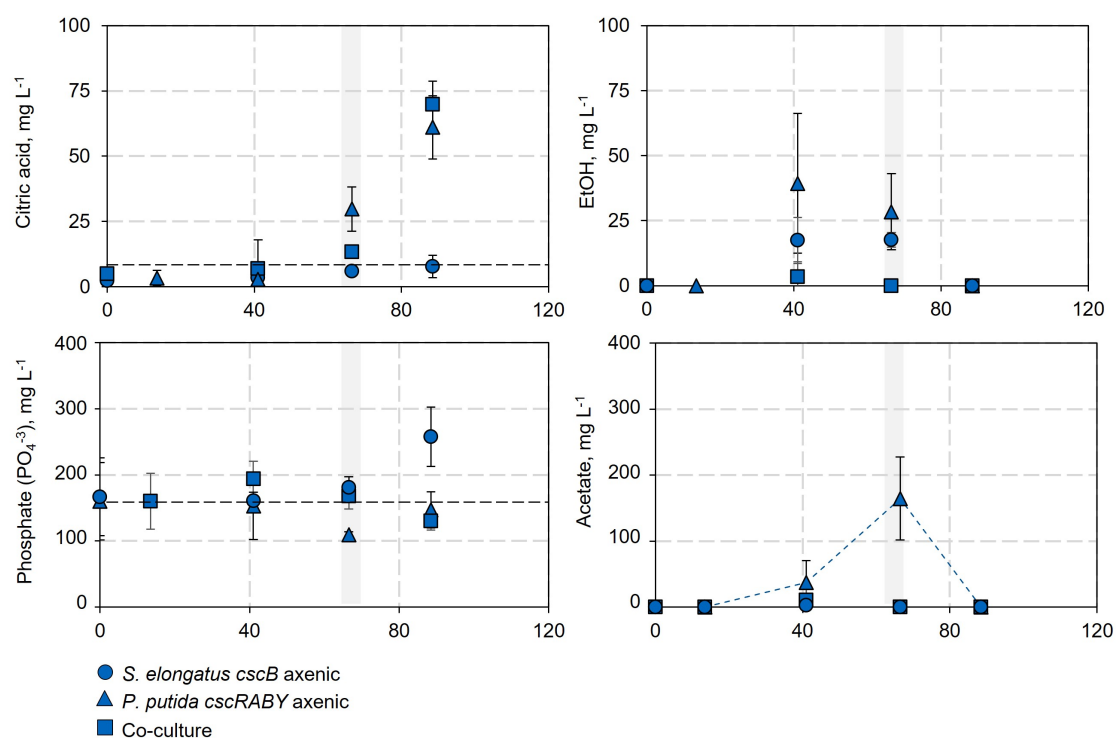 Citric acid, mg L-1
100
75
50
25
0
0 40 80 120
EtOH, mg L-1
100
75
50
25
0
0 40 80 120
Phosphate (PO4-3), mg L-1
400
300
200
100
0
0 40 80 120
Acetate, mg L-1
400
300
200
100
0
0 40 80 120
S. elongatus cscB axenic
P. putida cscRABY axenic
Co-culture